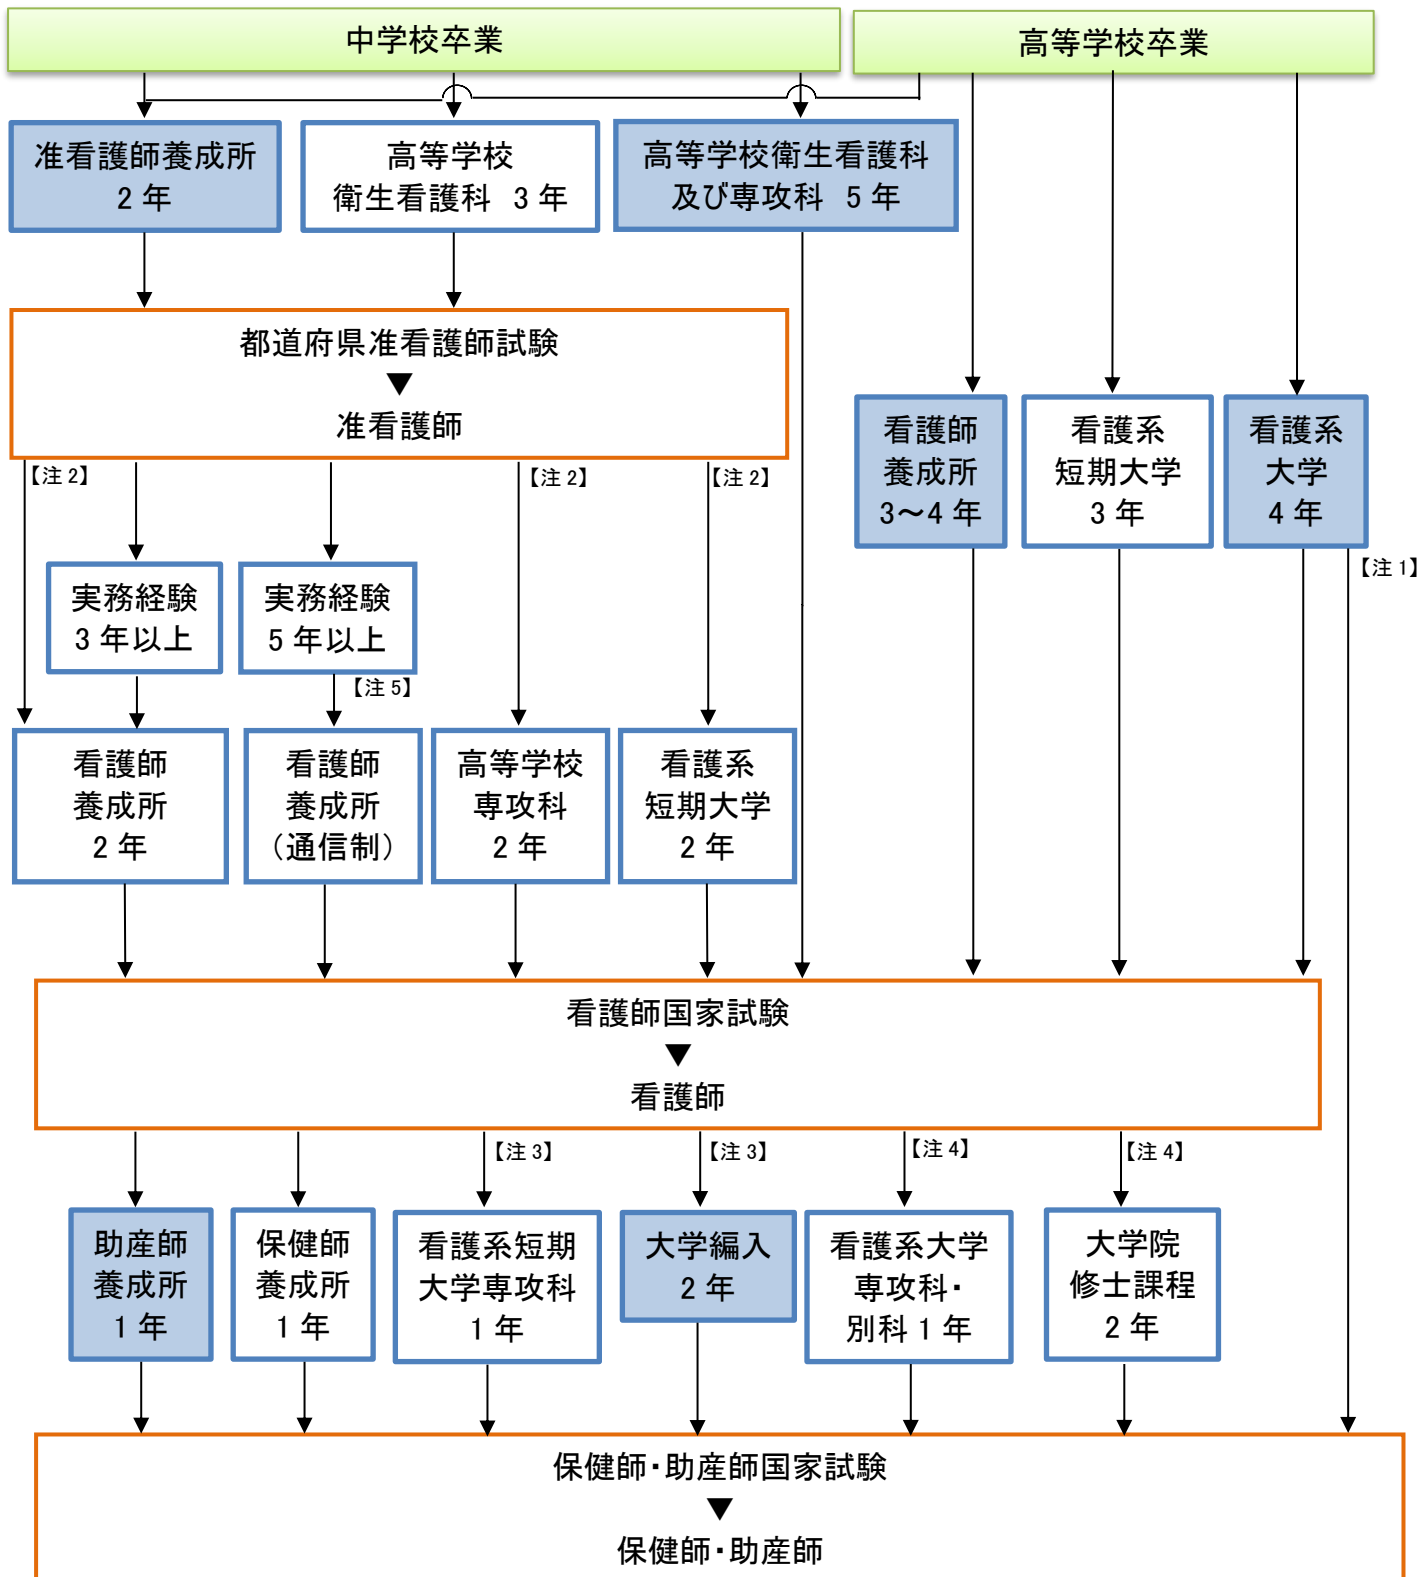 中学校卒業
高等学校卒業
准看護師養成所
2 年
高等学校
衛生看護科 3 年
高等学校衛生看護科
及び専攻科 5 年
都道府県准看護師試験
▼
准看護師
看護師
養成所
3～4 年
看護系
短期大学
3 年
看護系
大学
4 年
【注 2】
【注 2】
【注 2】
【注 1】
実務経験
3 年以上
実務経験
5 年以上
【注 5】
看護師
養成所
2 年
看護師
養成所
（通信制）
高等学校
専攻科
2 年
看護系
短期大学
2 年
看護師国家試験
▼
看護師
【注 3】
【注 3】
【注 4】
【注 4】
助産師
養成所
1 年
保健師
養成所
1 年
看護系短期
大学専攻科
1 年
大学編入
2 年
看護系大学
専攻科・
別科 1 年
大学院
修士課程
2 年
保健師・助産師国家試験
▼
保健師・助産師